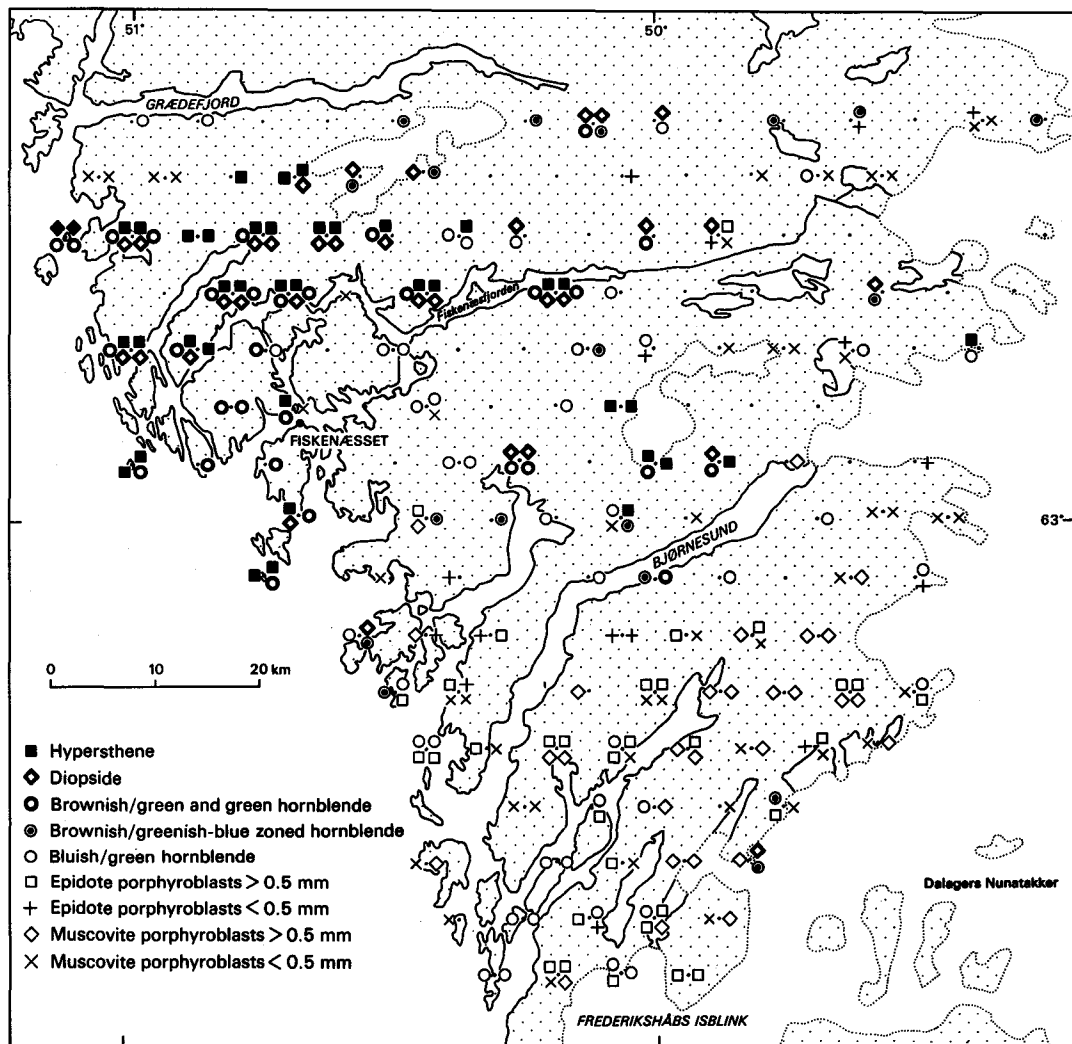 51°
50°
GRÆDEFJORD
Fiskenæsfjorden
FISKENÆSSET
63°
BJØRNESUND
0 10 20 km
Hypersthene
Diopside
Brownish/green and green hornblende
Brownish/greenish-blue zoned hornblende
Bluish/green hornblende
Epidote porphyroblasts > 0.5 mm
Epidote porphyroblasts < 0.5 mm
Muscovite porphyroblasts > 0.5 mm
Muscovite porphyroblasts < 0.5 mm
Dalagers Nunatakker
FREDERIKSHÅBS ISBLINK